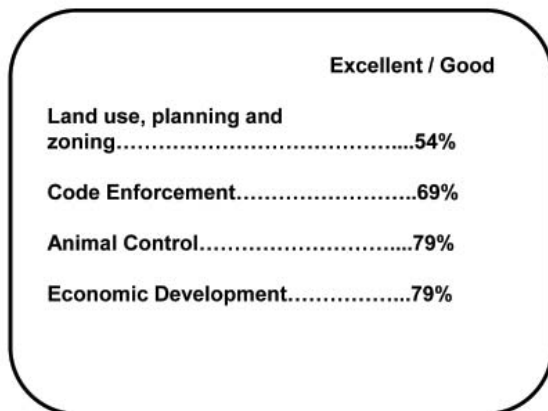 Excellent / Good
Land use, planning and
zoning…………………………………....54%
Code Enforcement……………………..69%
Animal Control………………………....79%
Economic Development……………...79%